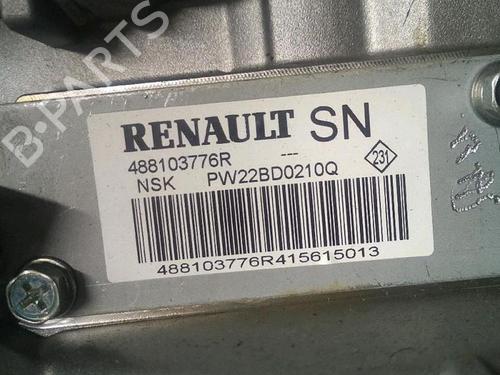 B-PARTS
RENAULT SN
488103776R ---
NSK PW22BD0210Q
231
488103776R415615013